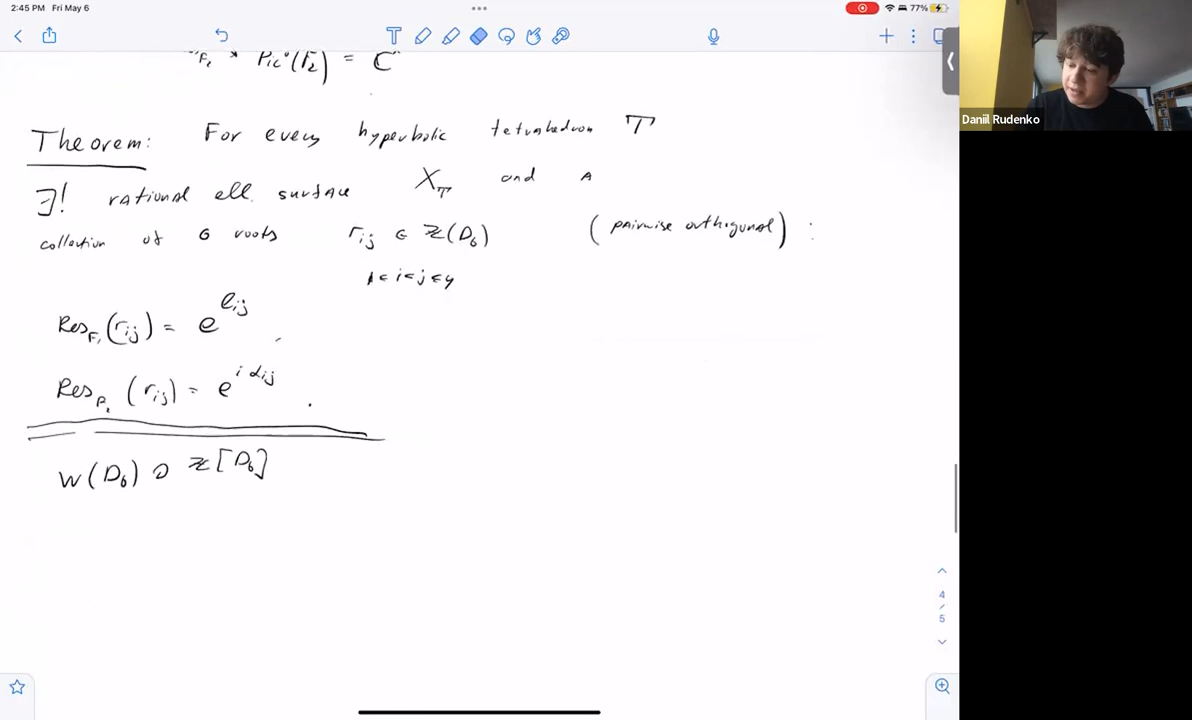 2:45 PM Fri May 6
77%
Pic⁰(F₂) = ℂ*
Theorem: For every hyperbolic tetrahedron T
∃! rational ell. surface X_T and a
collection of 6 roots r_ij ∈ ℤ(D₆) (pairwise orthogonal) :
1≤i<j≤4
Res_F₁(r_ij) = e^{l_ij}
Res_F₂(r_ij) = e^{iα_ij}.
W(D₆) ⊃ ℤ[D₆]
4
/
5
Daniil Rudenko